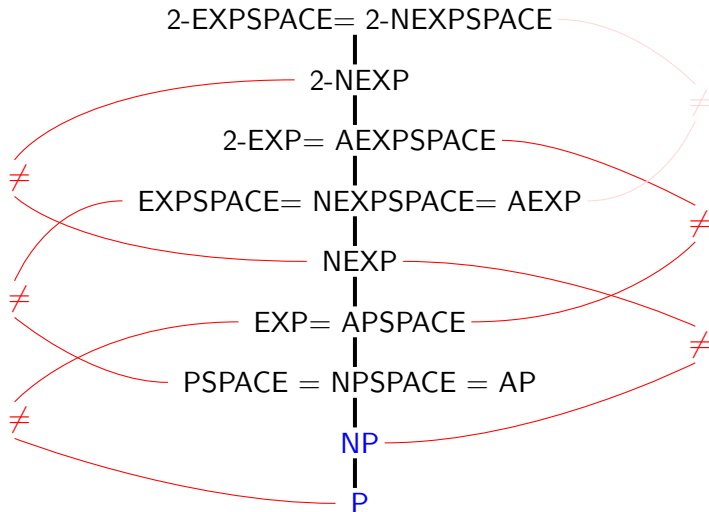 2-EXPSPACE= 2-NEXPSPACE
≠
2-NEXP
2-EXP= AEXPSPACE
≠
EXPSPACE= NEXPSPACE= AEXP
≠
NEXP
≠
EXP= APSPACE
≠
PSPACE = NPSPACE = AP
≠
NP
P